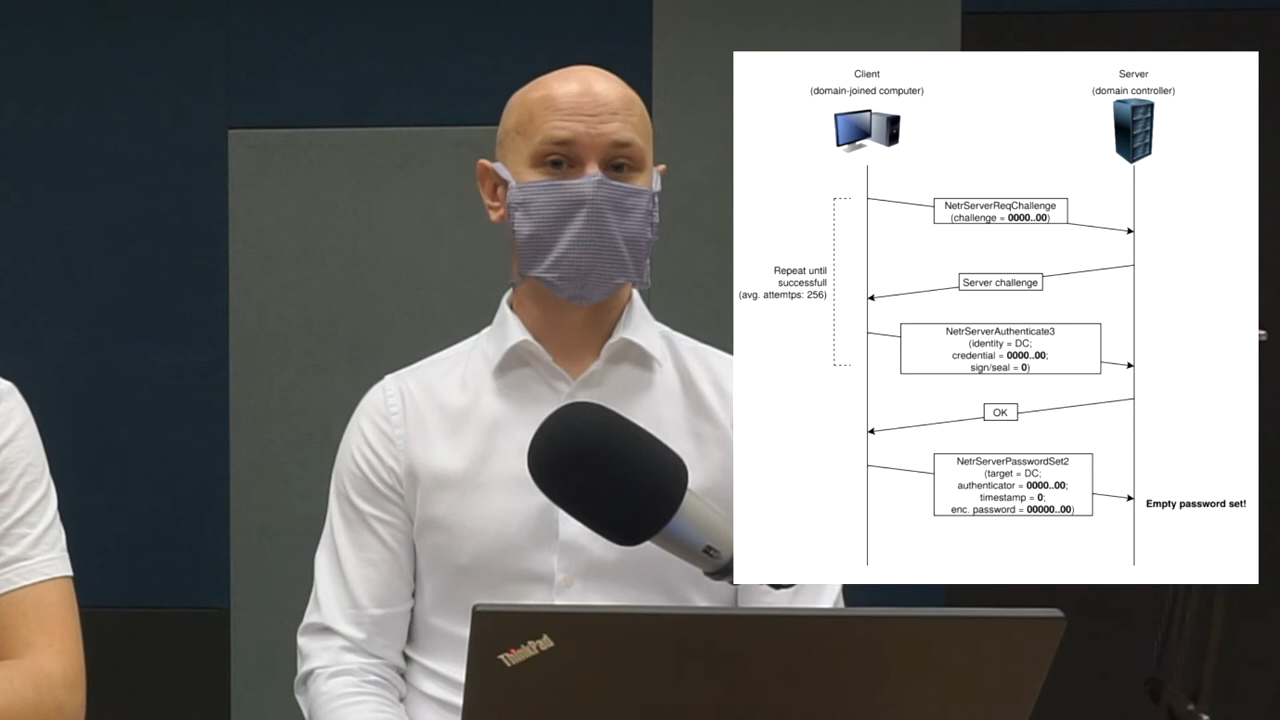 Client
(domain-joined computer)
Server
(domain controller)
NetrServerReqChallenge
(challenge = 0000..00)
Repeat until
successfull
(avg. attemtps: 256)
Server challenge
NetrServerAuthenticate3
(identity = DC;
credential = 0000..00;
sign/seal = 0)
OK
NetrServerPasswordSet2
(target = DC;
authenticator = 0000..00;
timestamp = 0;
enc. password = 00000..00)
Empty password set!
ThinkPad